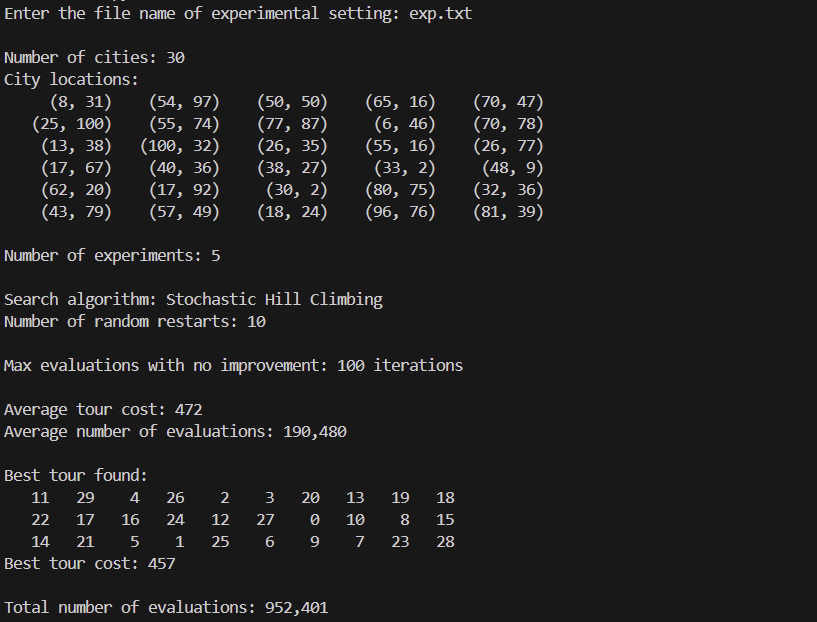 Enter the file name of experimental setting: exp.txt
Number of cities: 30
City locations:
(8, 31) (54, 97) (50, 50) (65, 16) (70, 47)
(25, 100) (55, 74) (77, 87) (6, 46) (70, 78)
(13, 38) (100, 32) (26, 35) (55, 16) (26, 77)
(17, 67) (40, 36) (38, 27) (33, 2) (48, 9)
(62, 20) (17, 92) (30, 2) (80, 75) (32, 36)
(43, 79) (57, 49) (18, 24) (96, 76) (81, 39)
Number of experiments: 5
Search algorithm: Stochastic Hill Climbing
Number of random restarts: 10
Max evaluations with no improvement: 100 iterations
Average tour cost: 472
Average number of evaluations: 190,480
Best tour found:
11 29 4 26 2 3 20 13 19 18
22 17 16 24 12 27 0 10 8 15
14 21 5 1 25 6 9 7 23 28
Best tour cost: 457
Total number of evaluations: 952,401